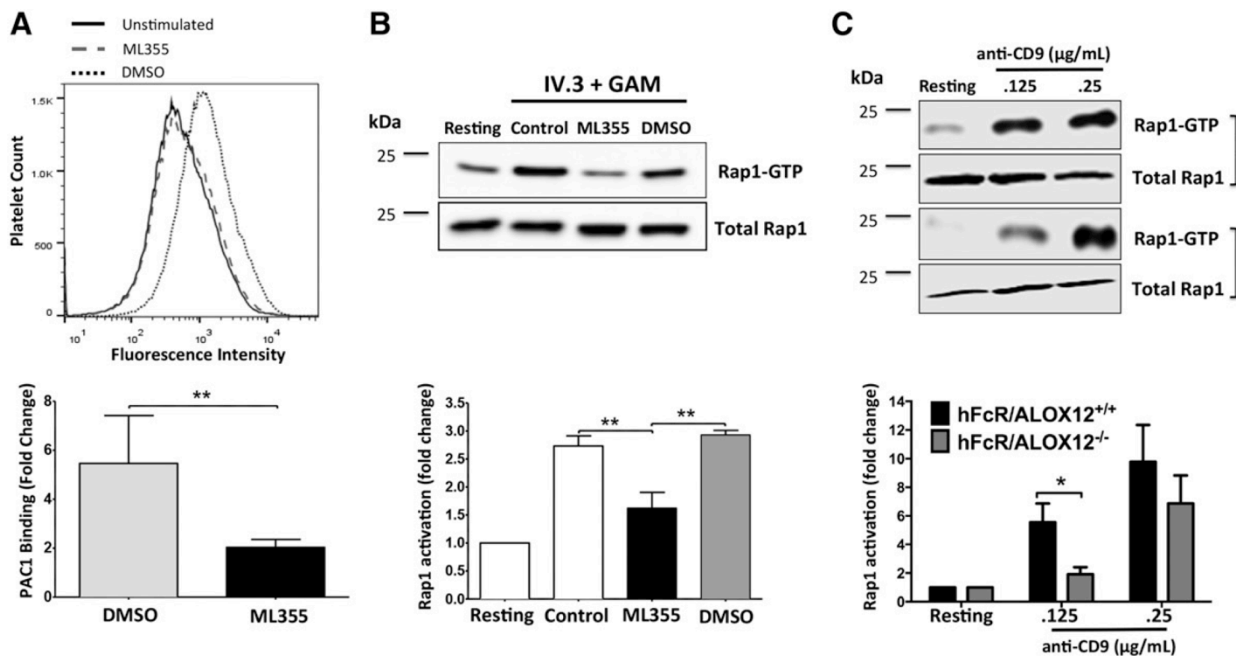 A
Unstimulated
ML355
DMSO
Platelet Count
1.5K
1.0K
500
0
10^1 10^2 10^3 10^4
Fluorescence Intensity
PAC1 Binding (Fold Change)
8
6
4
2
0
**
DMSO ML355
B
IV.3 + GAM
kDa
Resting Control ML355 DMSO
25
Rap1-GTP
25
Total Rap1
Rap1 activation (fold change)
4.0
3.5
3.0
2.5
2.0
1.5
1.0
0.5
0.0
** **
Resting Control ML355 DMSO
C
anti-CD9 (μg/mL)
kDa
Resting .125 .25
25
Rap1-GTP
Total Rap1
Rap1-GTP
25
Total Rap1
Rap1 activation (fold change)
14
12
10
8
6
4
2
0
hFcR/ALOX12+/+
hFcR/ALOX12-/-
*
Resting .125 .25
anti-CD9 (μg/mL)